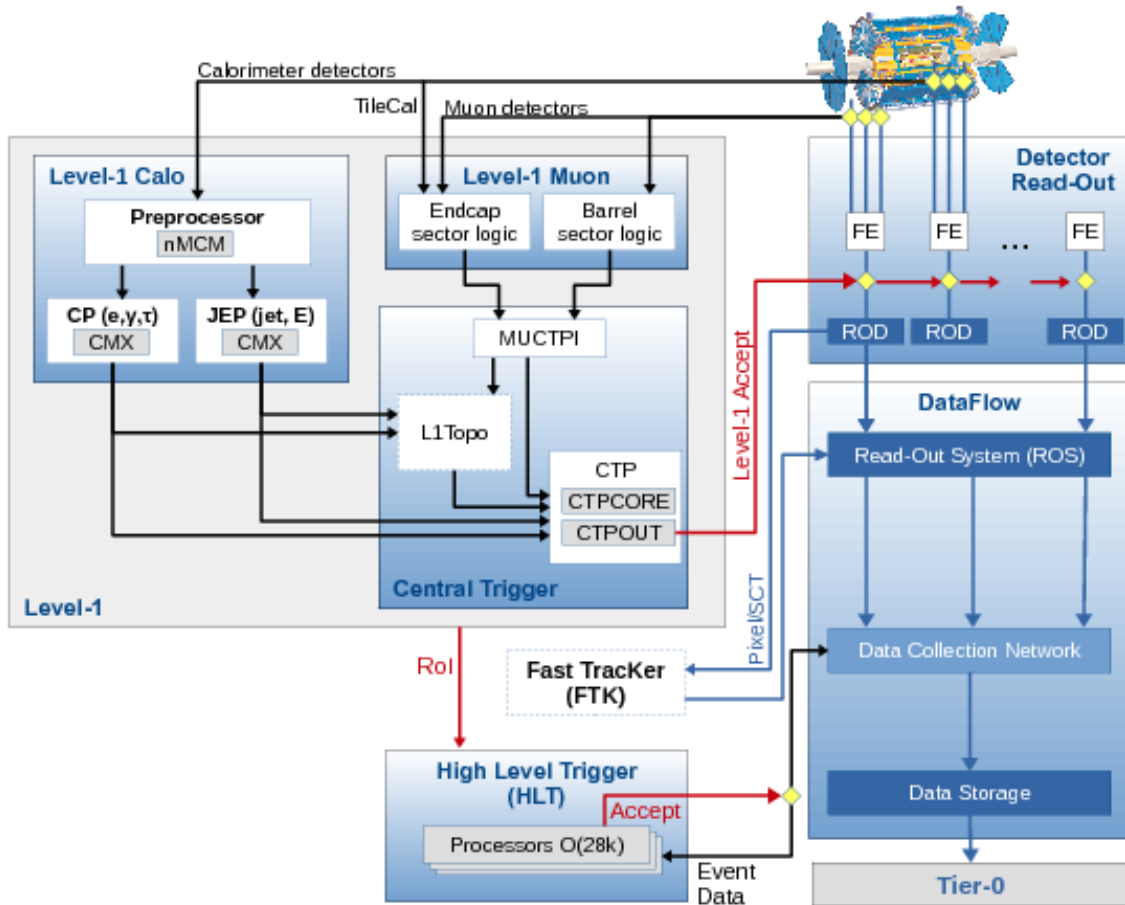 Calorimeter detectors
TileCal
Muon detectors
Level-1 Calo
Preprocessor
nMCM
CP (e,γ,τ)
CMX
JEP (jet, E)
CMX
Level-1 Muon
Endcap
sector logic
Barrel
sector logic
MUCTPI
L1Topo
CTP
CTPCORE
CTPOUT
Central Trigger
Level-1
Level-1 Accept
Detector
Read-Out
FE
FE
...
FE
ROD
ROD
ROD
Pixel/SCT
DataFlow
Read-Out System (ROS)
Data Collection Network
Data Storage
Tier-0
RoI
Fast TracKer
(FTK)
High Level Trigger
(HLT)
Accept
Processors O(28k)
Event
Data